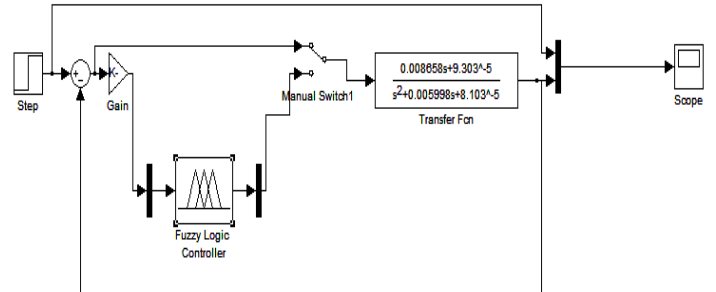 Step
+
−
K-
Gain
Manual Switch1
0.008658s+9.303^-5
s2+0.005998s+8.103^-5
Transfer Fcn
Scope
Fuzzy Logic
Controller